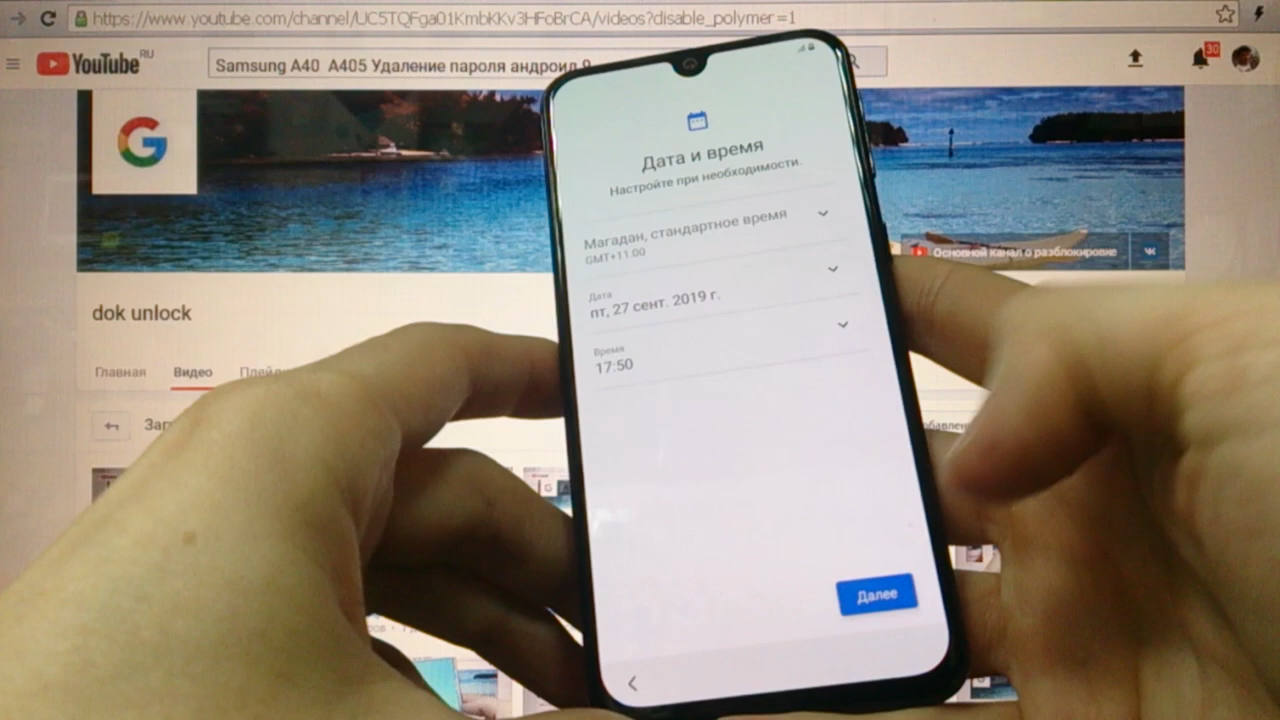 https://www.youtube.com/channel/UC5TQFga01KmbKKv3HFoBrCA/videos?disable_polymer=1
YouTube RU
Samsung A40 A405 Удаление пароля андроид 9
30
Основной канал о разблокировке
dok unlock
Главная
Видео
Дата и время
Настройте при необходимости.
Магадан, стандартное время
GMT+11:00
Дата
пт, 27 сент. 2019 г.
Время
17:50
Далее